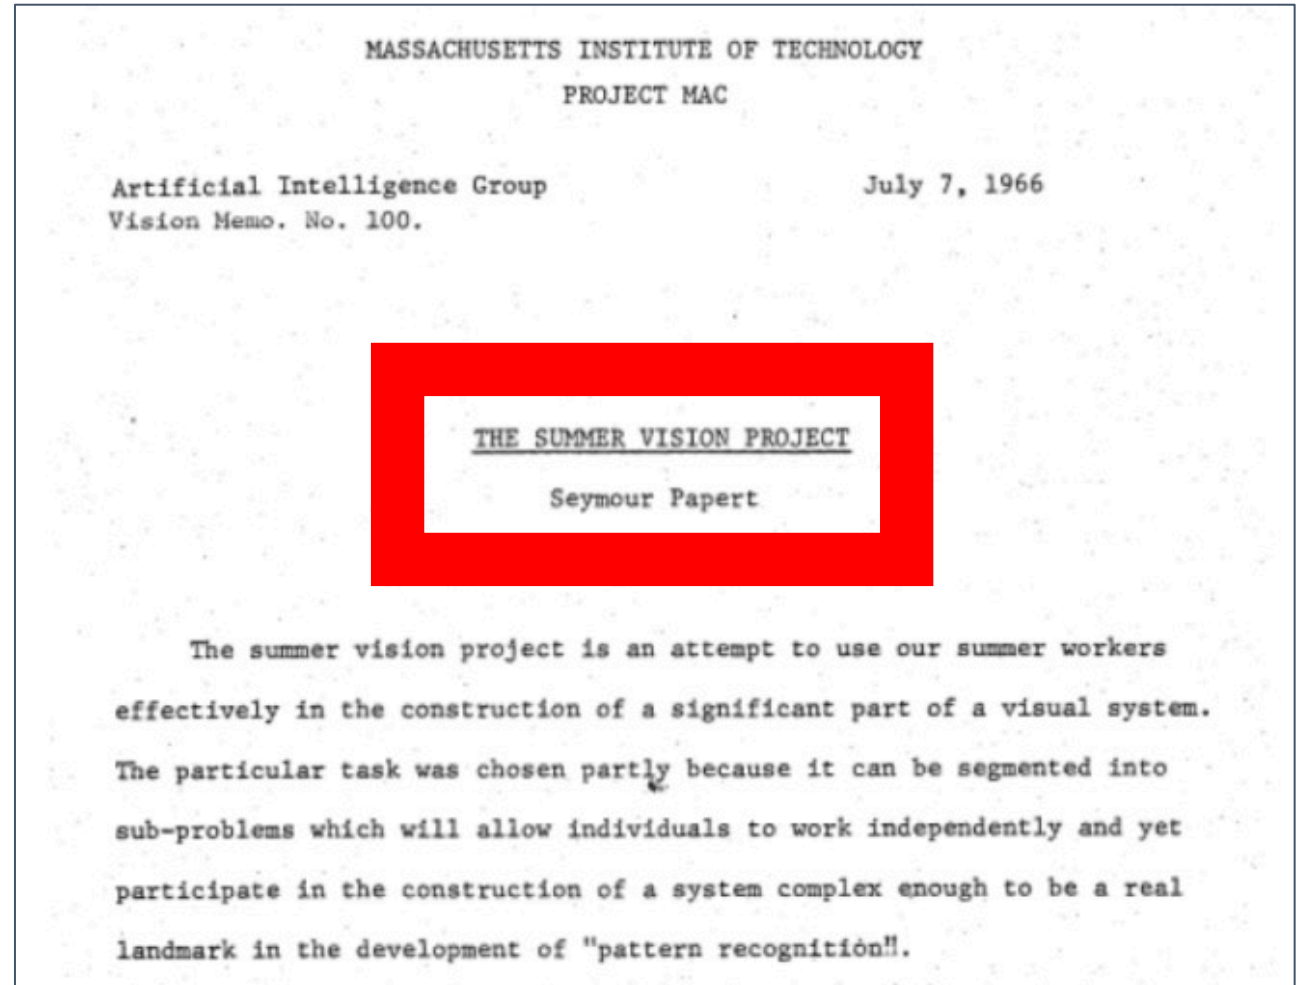 MASSACHUSETTS INSTITUTE OF TECHNOLOGY
PROJECT MAC
Artificial Intelligence Group July 7, 1966
Vision Memo. No. 100.
THE SUMMER VISION PROJECT
Seymour Papert
The summer vision project is an attempt to use our summer workers
effectively in the construction of a significant part of a visual system.
The particular task was chosen partly because it can be segmented into
sub-problems which will allow individuals to work independently and yet
participate in the construction of a system complex enough to be a real
landmark in the development of "pattern recognition".